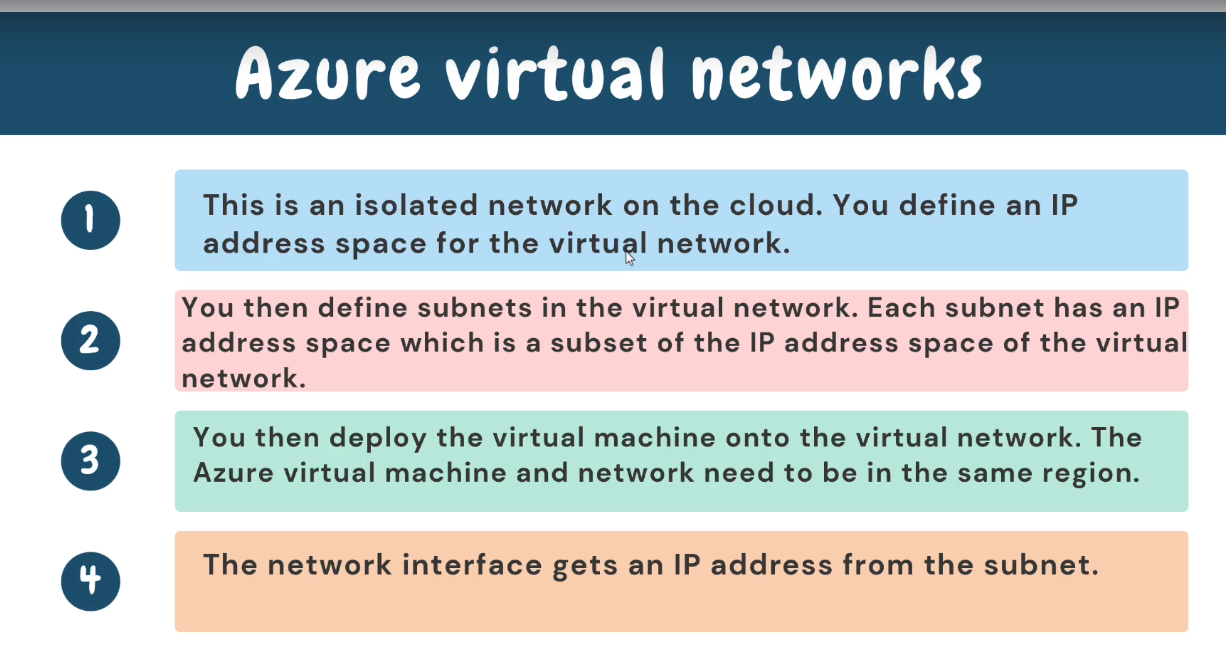 Azure virtual networks
1
This is an isolated network on the cloud. You define an IP
address space for the virtual network.
2
You then define subnets in the virtual network. Each subnet has an IP
address space which is a subset of the IP address space of the virtual
network.
3
You then deploy the virtual machine onto the virtual network. The
Azure virtual machine and network need to be in the same region.
4
The network interface gets an IP address from the subnet.